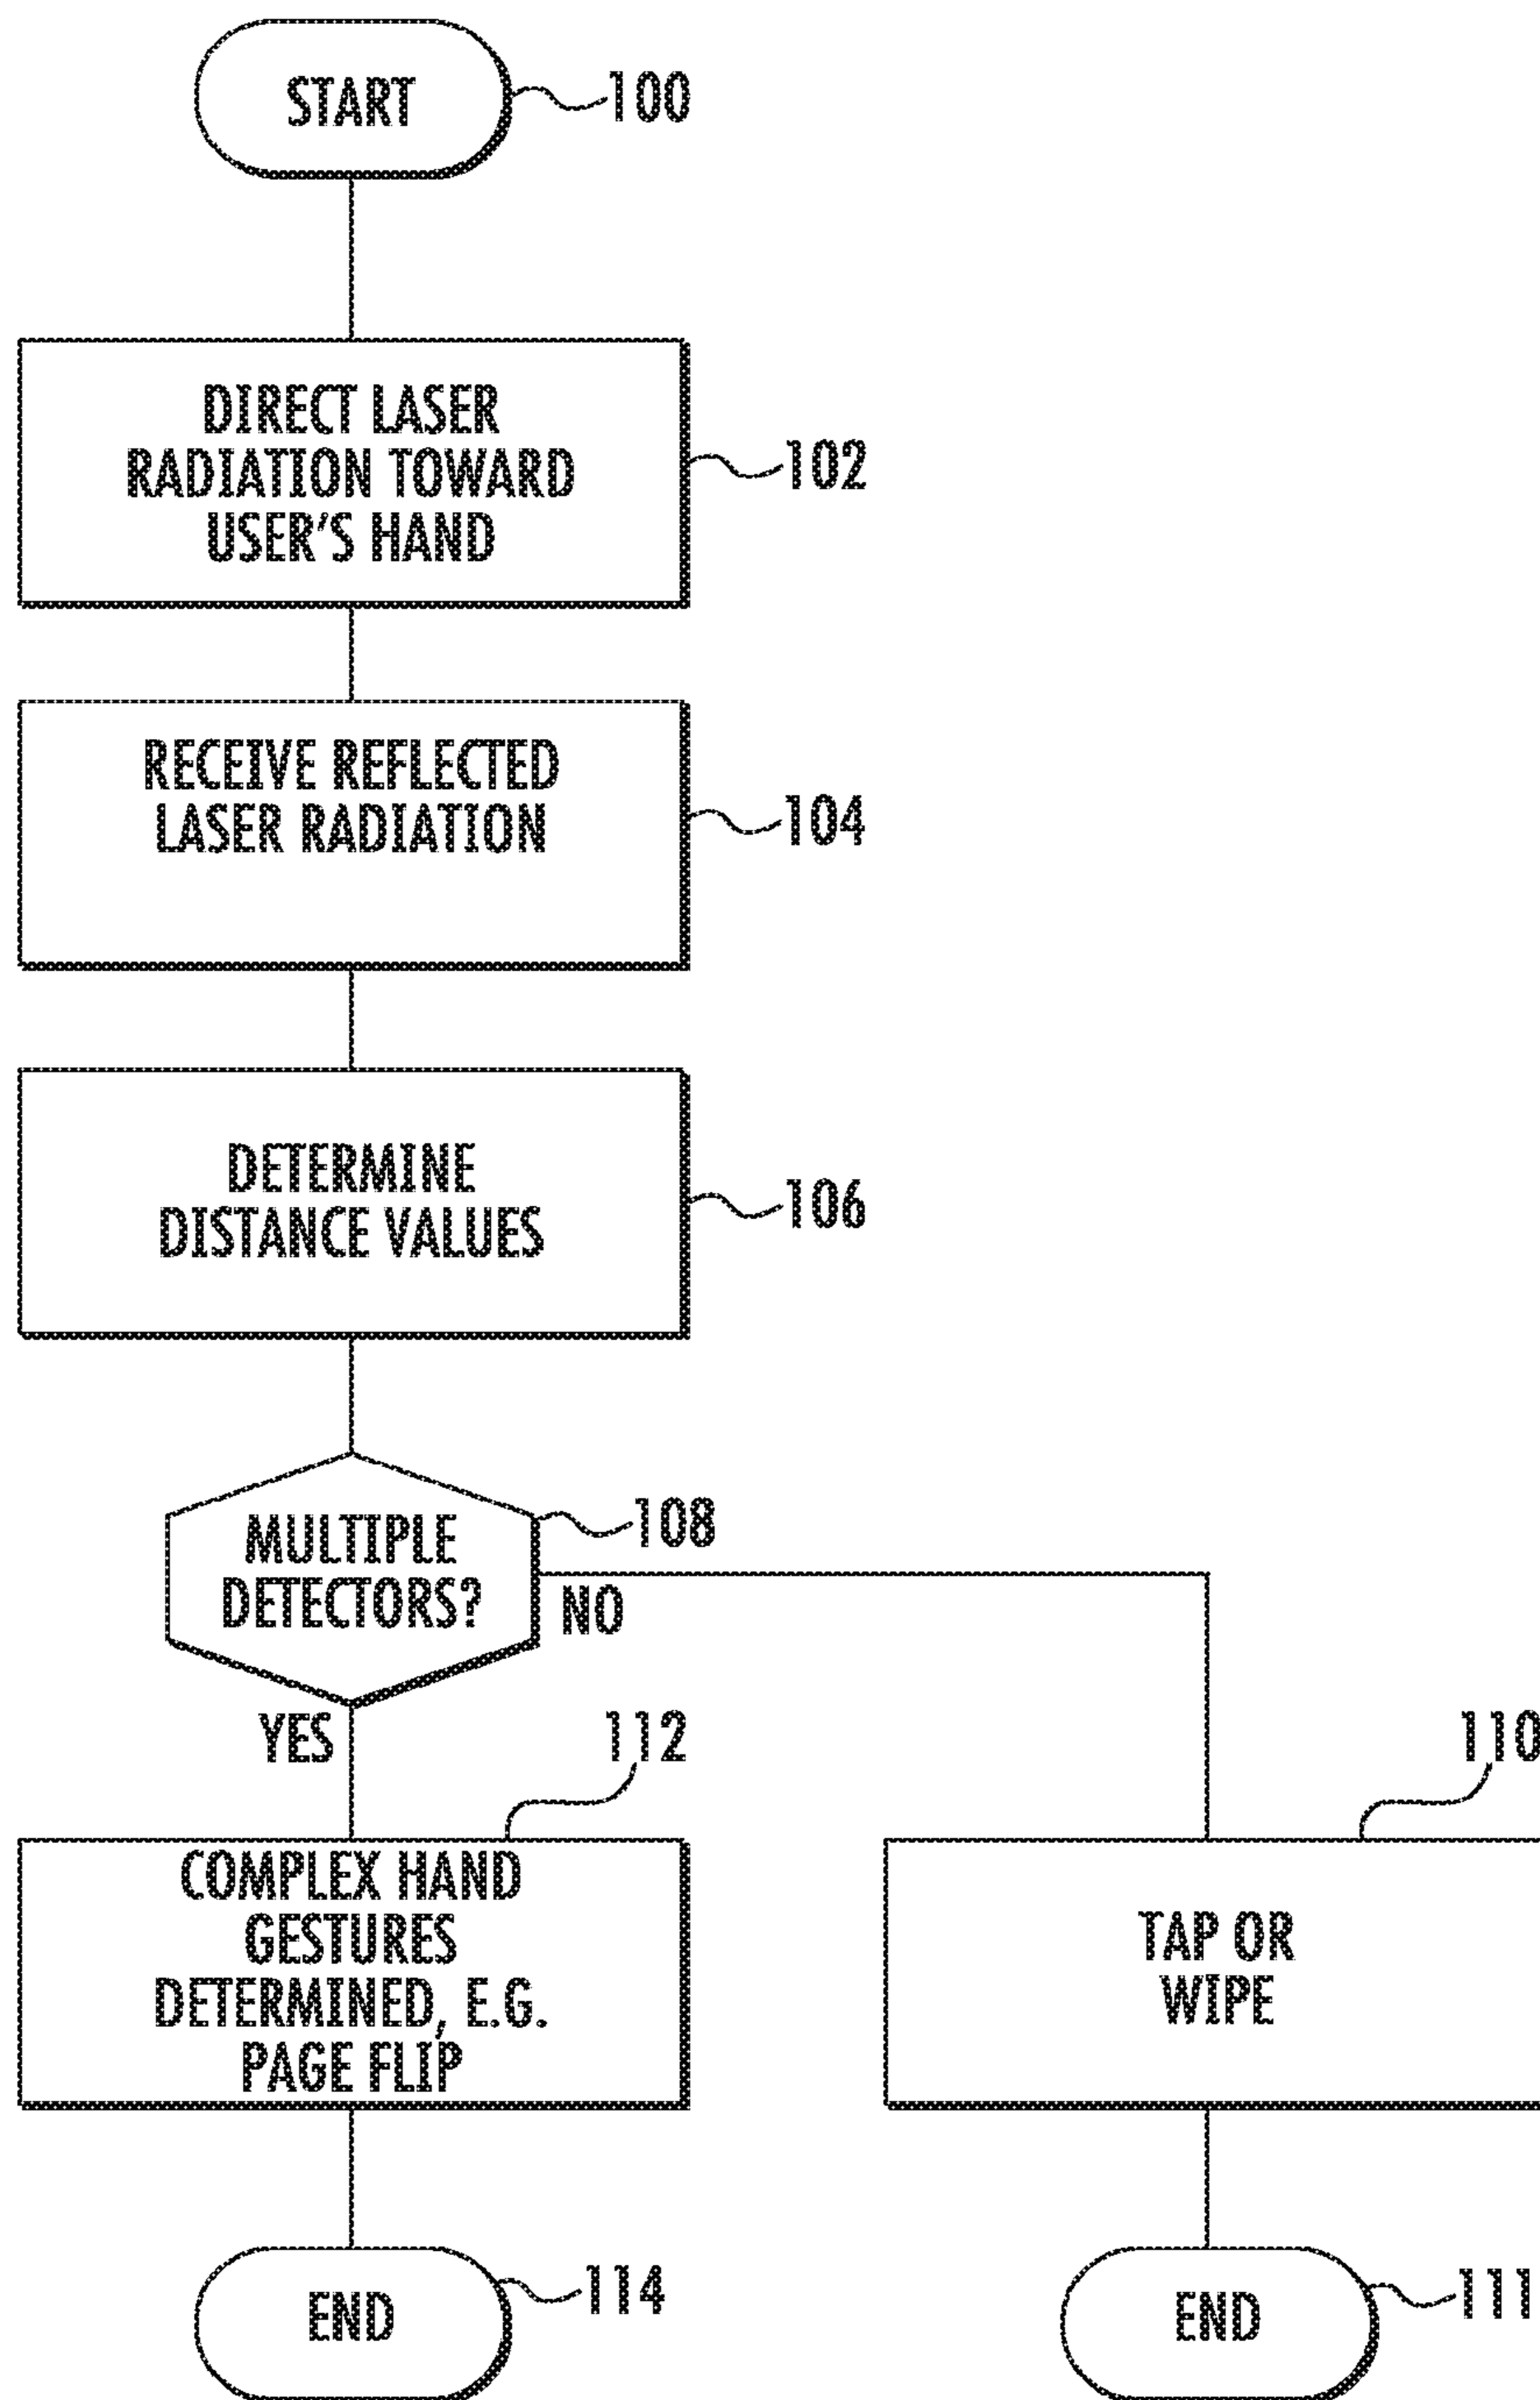 START
100
DIRECT LASER
RADIATION TOWARD
USER'S HAND
102
RECEIVE REFLECTED
LASER RADIATION
104
DETERMINE
DISTANCE VALUES
106
MULTIPLE
DETECTORS?
108
NO
YES
112
110
COMPLEX HAND
GESTURES
DETERMINED, E.G.
PAGE FLIP
TAP OR
WIPE
END
114
END
111